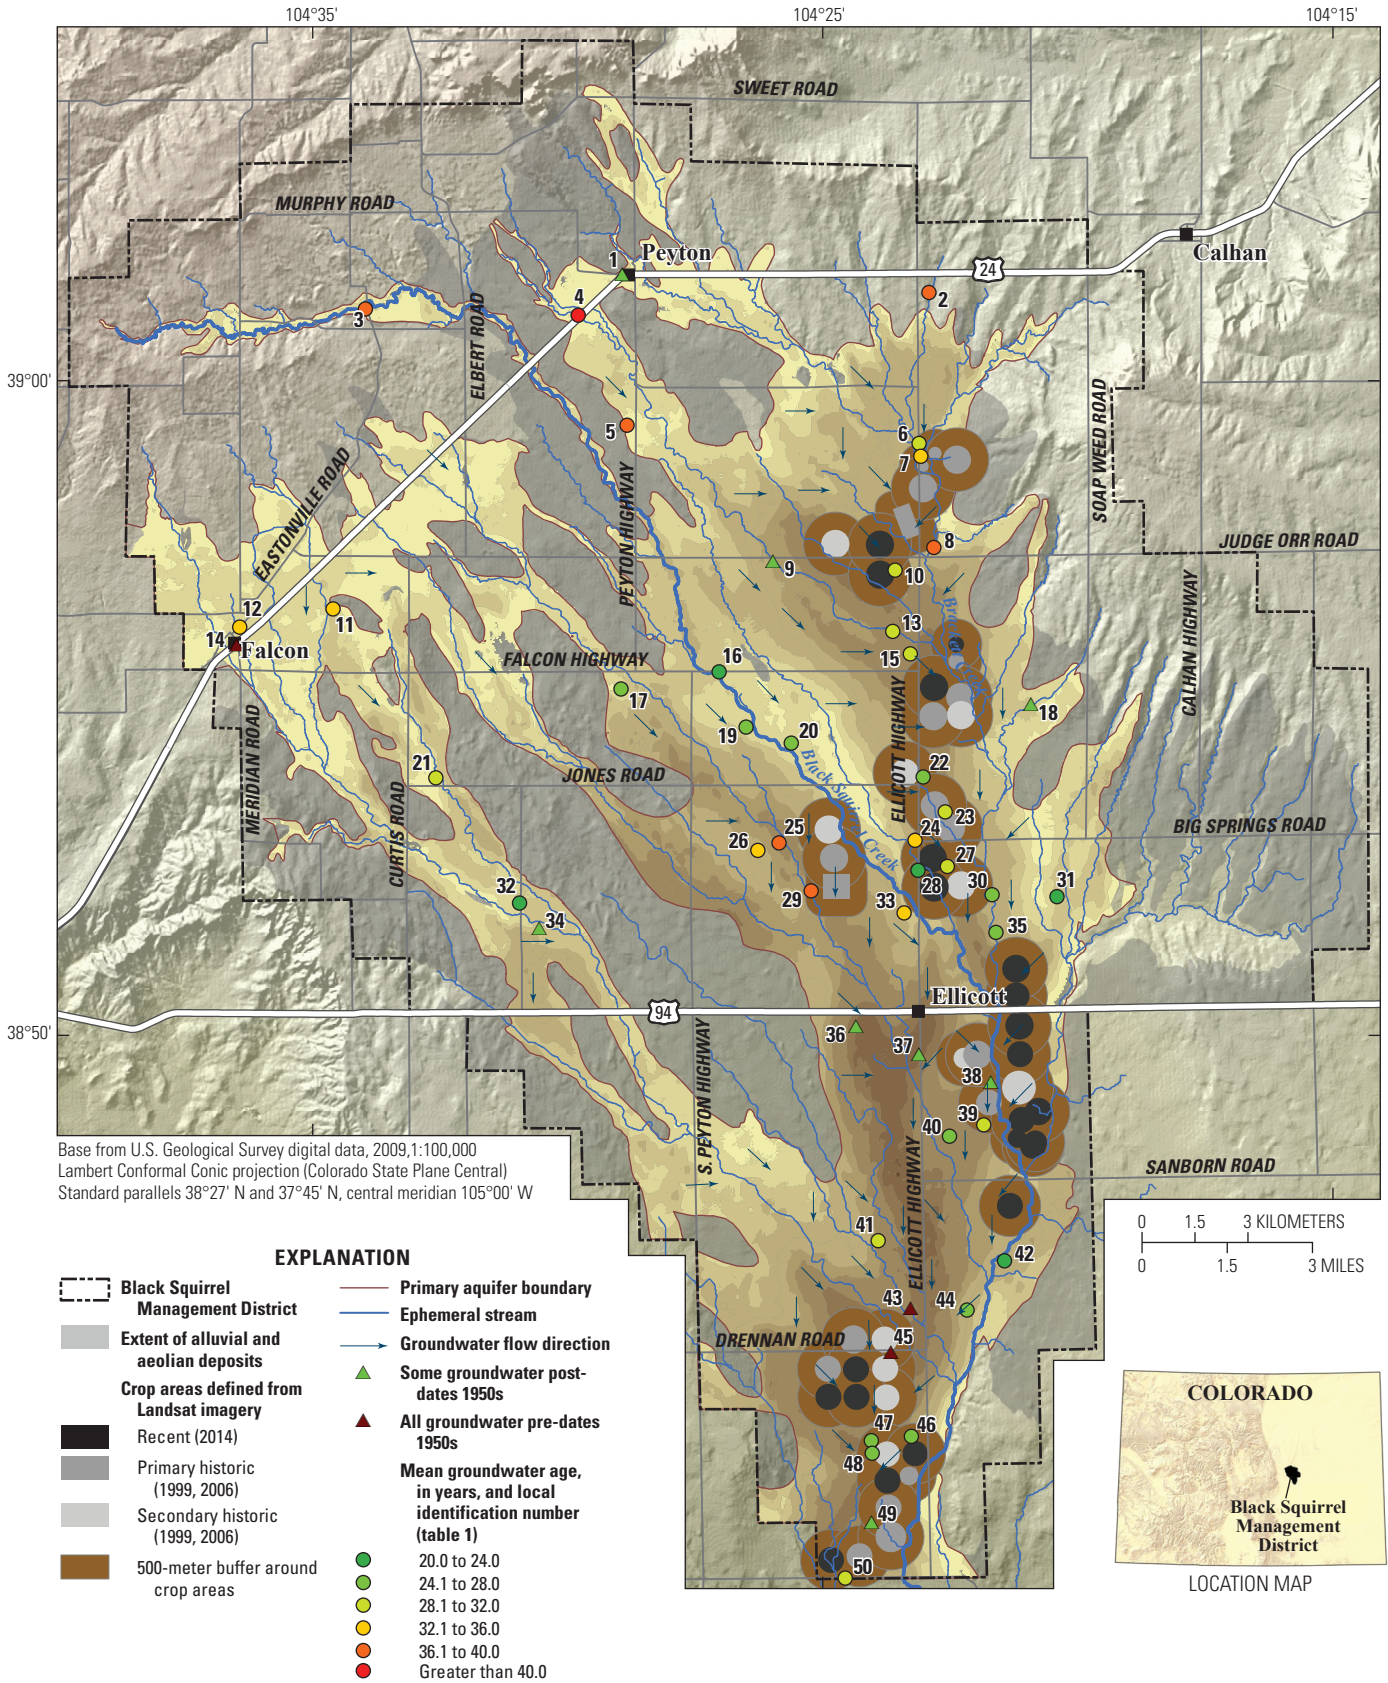 104°35'
104°25'
104°15'
SWEET ROAD
MURPHY ROAD
Peyton
1
Calhan
24
2
4
3
ELBERT ROAD
39°00'
SOAP WEED ROAD
5
6
7
EASTONVILLE ROAD
PEYTON HIGHWAY
8
JUDGE ORR ROAD
9
10
CALHAN HIGHWAY
12
11
13
14
Falcon
FALCON HIGHWAY
16
15
17
18
ELLICOTT HIGHWAY
MERIDIAN ROAD
19
20
21
JONES ROAD
22
Black Squirrel Creek
CURTIS ROAD
23
24
25
26
BIG SPRINGS ROAD
27
28
30
31
29
32
33
34
35
Ellicott
94
38°50'
36
37
S. PEYTON HIGHWAY
38
39
40
ELLICOTT HIGHWAY
SANBORN ROAD
Base from U.S. Geological Survey digital data, 2009,1:100,000
Lambert Conformal Conic projection (Colorado State Plane Central)
Standard parallels 38°27' N and 37°45' N, central meridian 105°00' W
41
42
43
44
DRENNAN ROAD
45
46
47
48
49
50
0 1.5 3 KILOMETERS
0 1.5 3 MILES
EXPLANATION
Black Squirrel
Management District
Extent of alluvial and
aeolian deposits
Crop areas defined from
Landsat imagery
Recent (2014)
Primary historic
(1999, 2006)
Secondary historic
(1999, 2006)
500-meter buffer around
crop areas
Primary aquifer boundary
Ephemeral stream
Groundwater flow direction
Some groundwater post-
dates 1950s
All groundwater pre-dates
1950s
Mean groundwater age,
in years, and local
identification number
(table 1)
20.0 to 24.0
24.1 to 28.0
28.1 to 32.0
32.1 to 36.0
36.1 to 40.0
Greater than 40.0
COLORADO
Black Squirrel
Management
District
LOCATION MAP